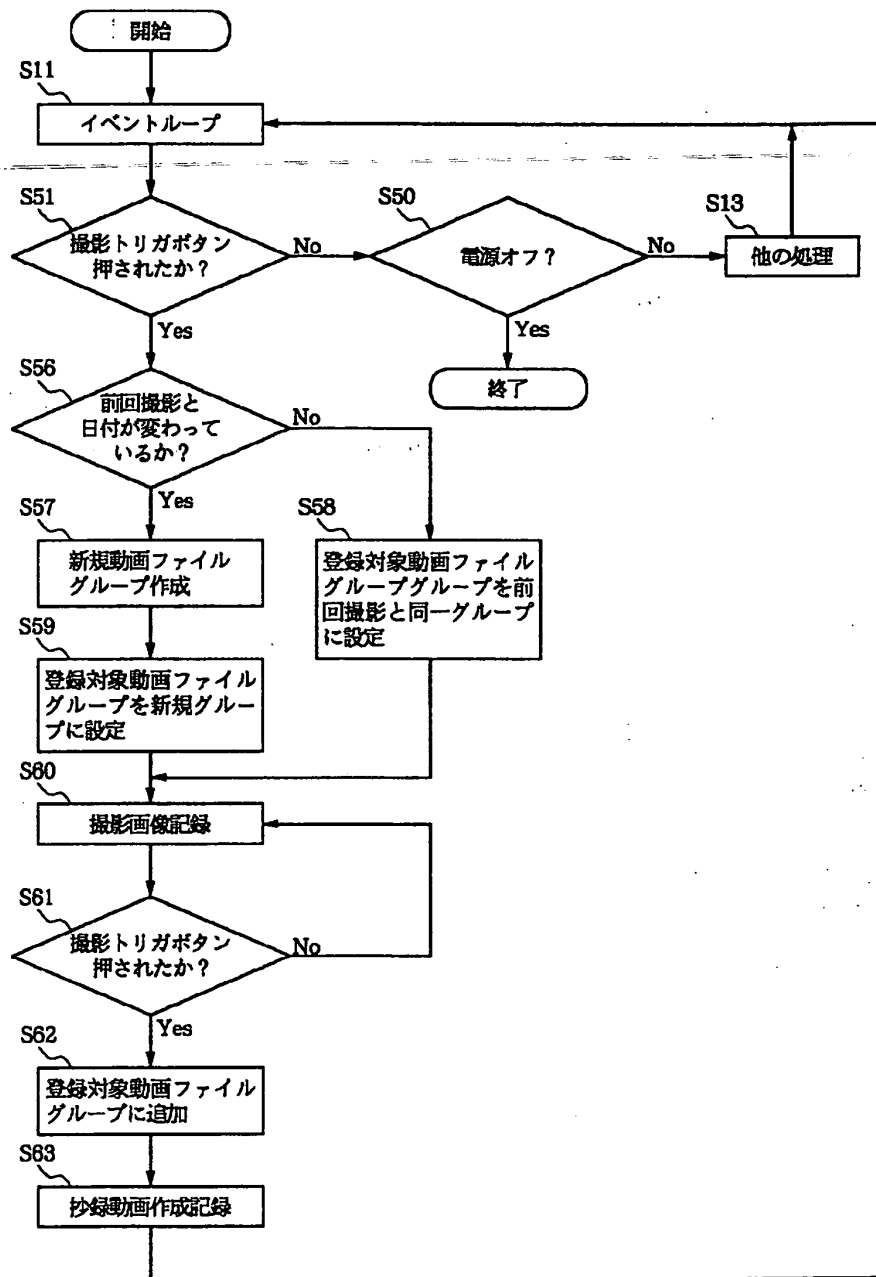 開始
S11
イベントループ
S51
撮影トリガボタン
押されたか？
No
Yes
S50
電源オフ？
No
Yes
S13
他の処理
終了
S56
前回撮影と
日付が変わって
いるか？
No
Yes
S57
新規動画ファイル
グループ作成
S58
登録対象動画ファイル
グループグループを前
回撮影と同一グループ
に設定
S59
登録対象動画ファイル
グループを新規グルー
プに設定
S60
撮影画像記録
S61
撮影トリガボタン
押されたか？
No
Yes
S62
登録対象動画ファイル
グループに追加
S63
抄録動画作成記録